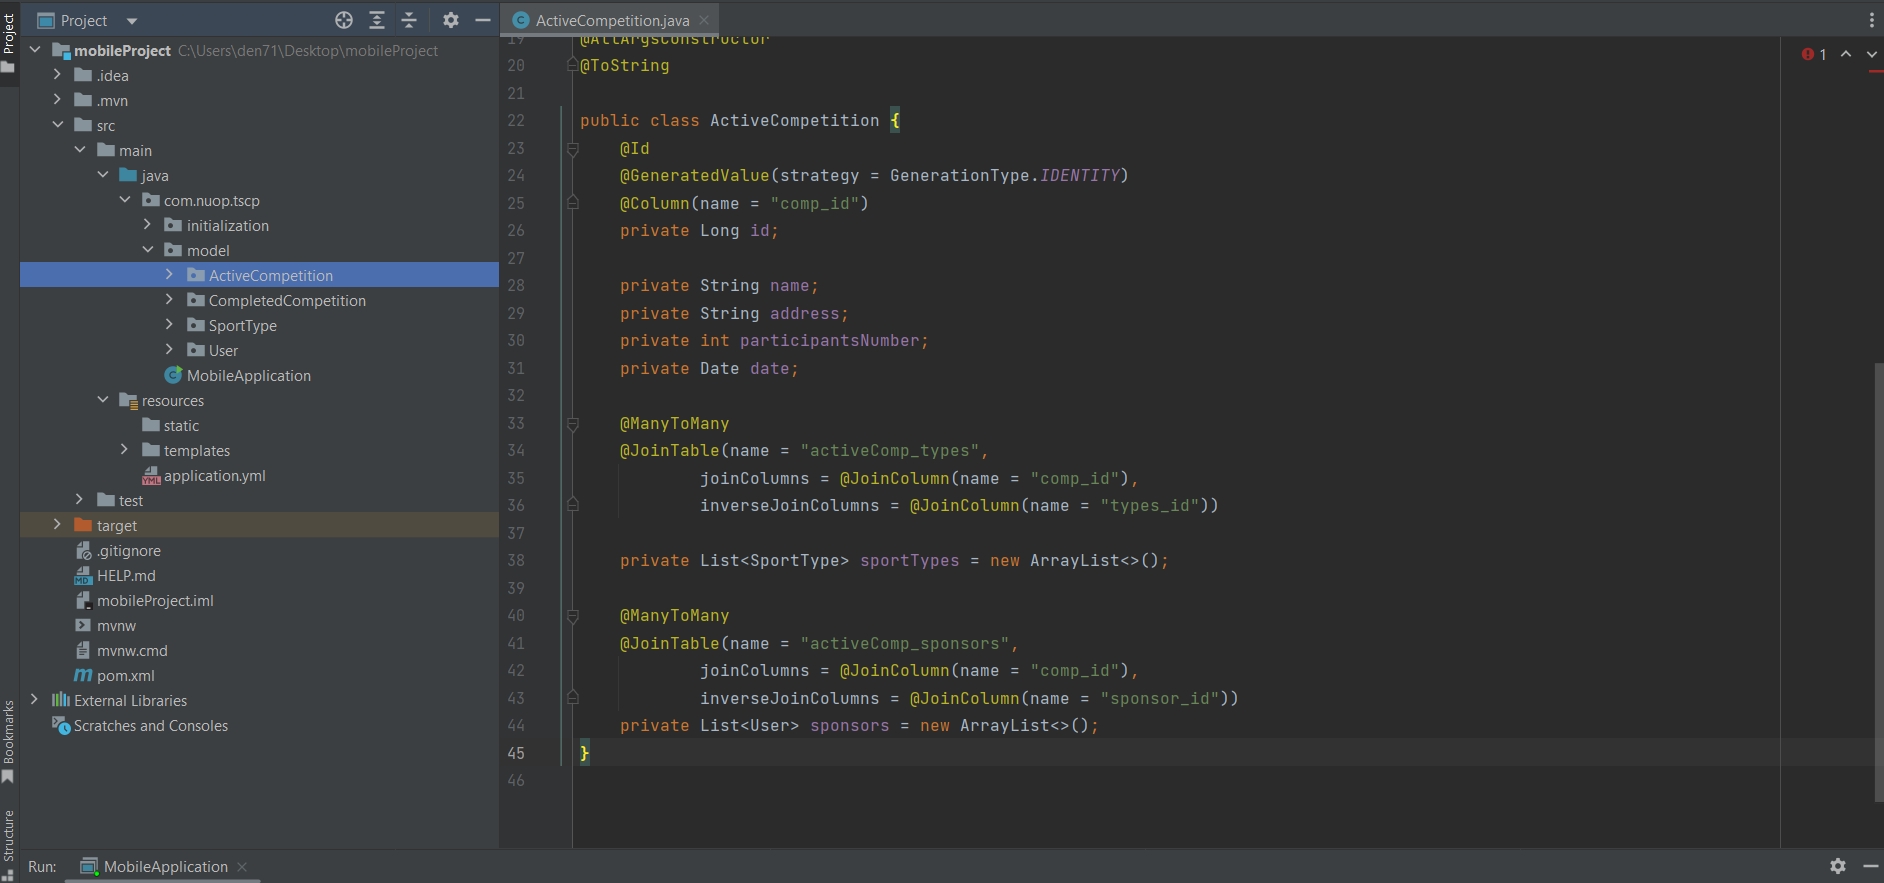 Project
Project
mobileProject C:\Users\den71\Desktop\mobileProject
.idea
.mvn
src
main
java
com.nuop.tscp
initialization
model
ActiveCompetition
CompletedCompetition
SportType
User
MobileApplication
resources
static
templates
application.yml
test
target
.gitignore
HELP.md
mobileProject.iml
mvnw
mvnw.cmd
pom.xml
External Libraries
Scratches and Consoles
Bookmarks
Structure
ActiveCompetition.java
1
19 @AllArgsConstructor
20 @ToString
21
22 public class ActiveCompetition {
23 @Id
24 @GeneratedValue(strategy = GenerationType.IDENTITY)
25 @Column(name = "comp_id")
26 private Long id;
27
28 private String name;
29 private String address;
30 private int participantsNumber;
31 private Date date;
32
33 @ManyToMany
34 @JoinTable(name = "activeComp_types",
35 joinColumns = @JoinColumn(name = "comp_id"),
36 inverseJoinColumns = @JoinColumn(name = "types_id"))
37
38 private List<SportType> sportTypes = new ArrayList<>();
39
40 @ManyToMany
41 @JoinTable(name = "activeComp_sponsors",
42 joinColumns = @JoinColumn(name = "comp_id"),
43 inverseJoinColumns = @JoinColumn(name = "sponsor_id"))
44 private List<User> sponsors = new ArrayList<>();
45 }
46
Run: MobileApplication